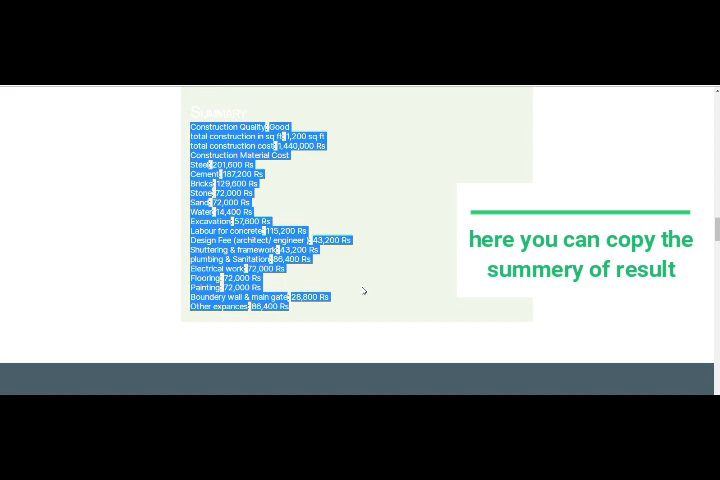 Summary
Construction Quality: Good
total construction in sq ft: 1,200 sq ft
total construction cost: 1,440,000 Rs
Construction Material Cost
Steel: 201,600 Rs
Cement: 187,200 Rs
Bricks: 129,600 Rs
Stone: 72,000 Rs
Sand: 72,000 Rs
Water: 14,400 Rs
Excavation: 57,600 Rs
Labour for concrete: 115,200 Rs
Design Fee (architect/ engineer ): 43,200 Rs
Shuttering & framework: 43,200 Rs
plumbing & Sanitation: 86,400 Rs
Electrical work: 72,000 Rs
Flooring: 72,000 Rs
Painting: 72,000 Rs
Boundery wall & main gate: 28,800 Rs
Other expances: 86,400 Rs
here you can copy the
summery of result